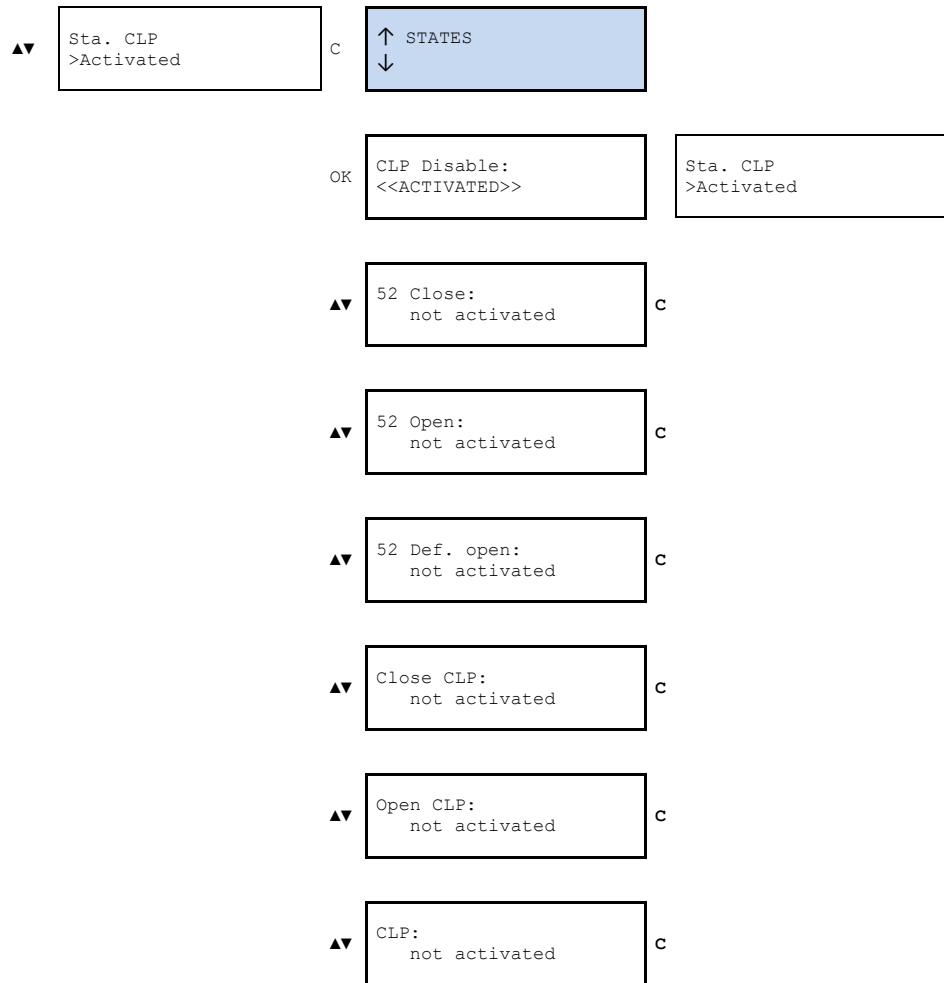 ▲▼
Sta. CLP
>Activated
C
↑ STATES
↓
OK
CLP Disable:
<<ACTIVATED>>
Sta. CLP
>Activated
▲▼
52 Close:
not activated
C
▲▼
52 Open:
not activated
C
▲▼
52 Def. open:
not activated
C
▲▼
Close CLP:
not activated
C
▲▼
Open CLP:
not activated
C
▲▼
CLP:
not activated
C